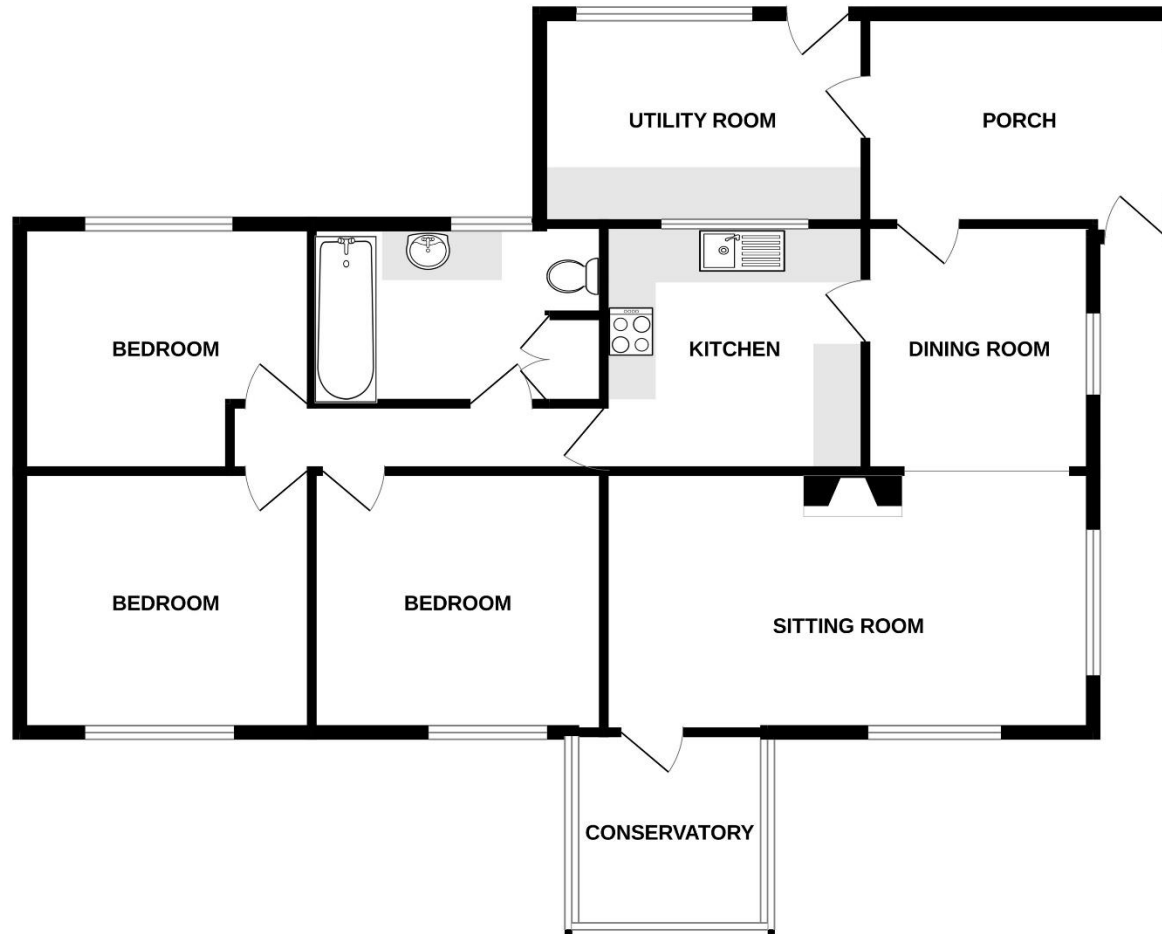 UTILITY ROOM
PORCH
BEDROOM
KITCHEN
DINING ROOM
BEDROOM
BEDROOM
SITTING ROOM
CONSERVATORY